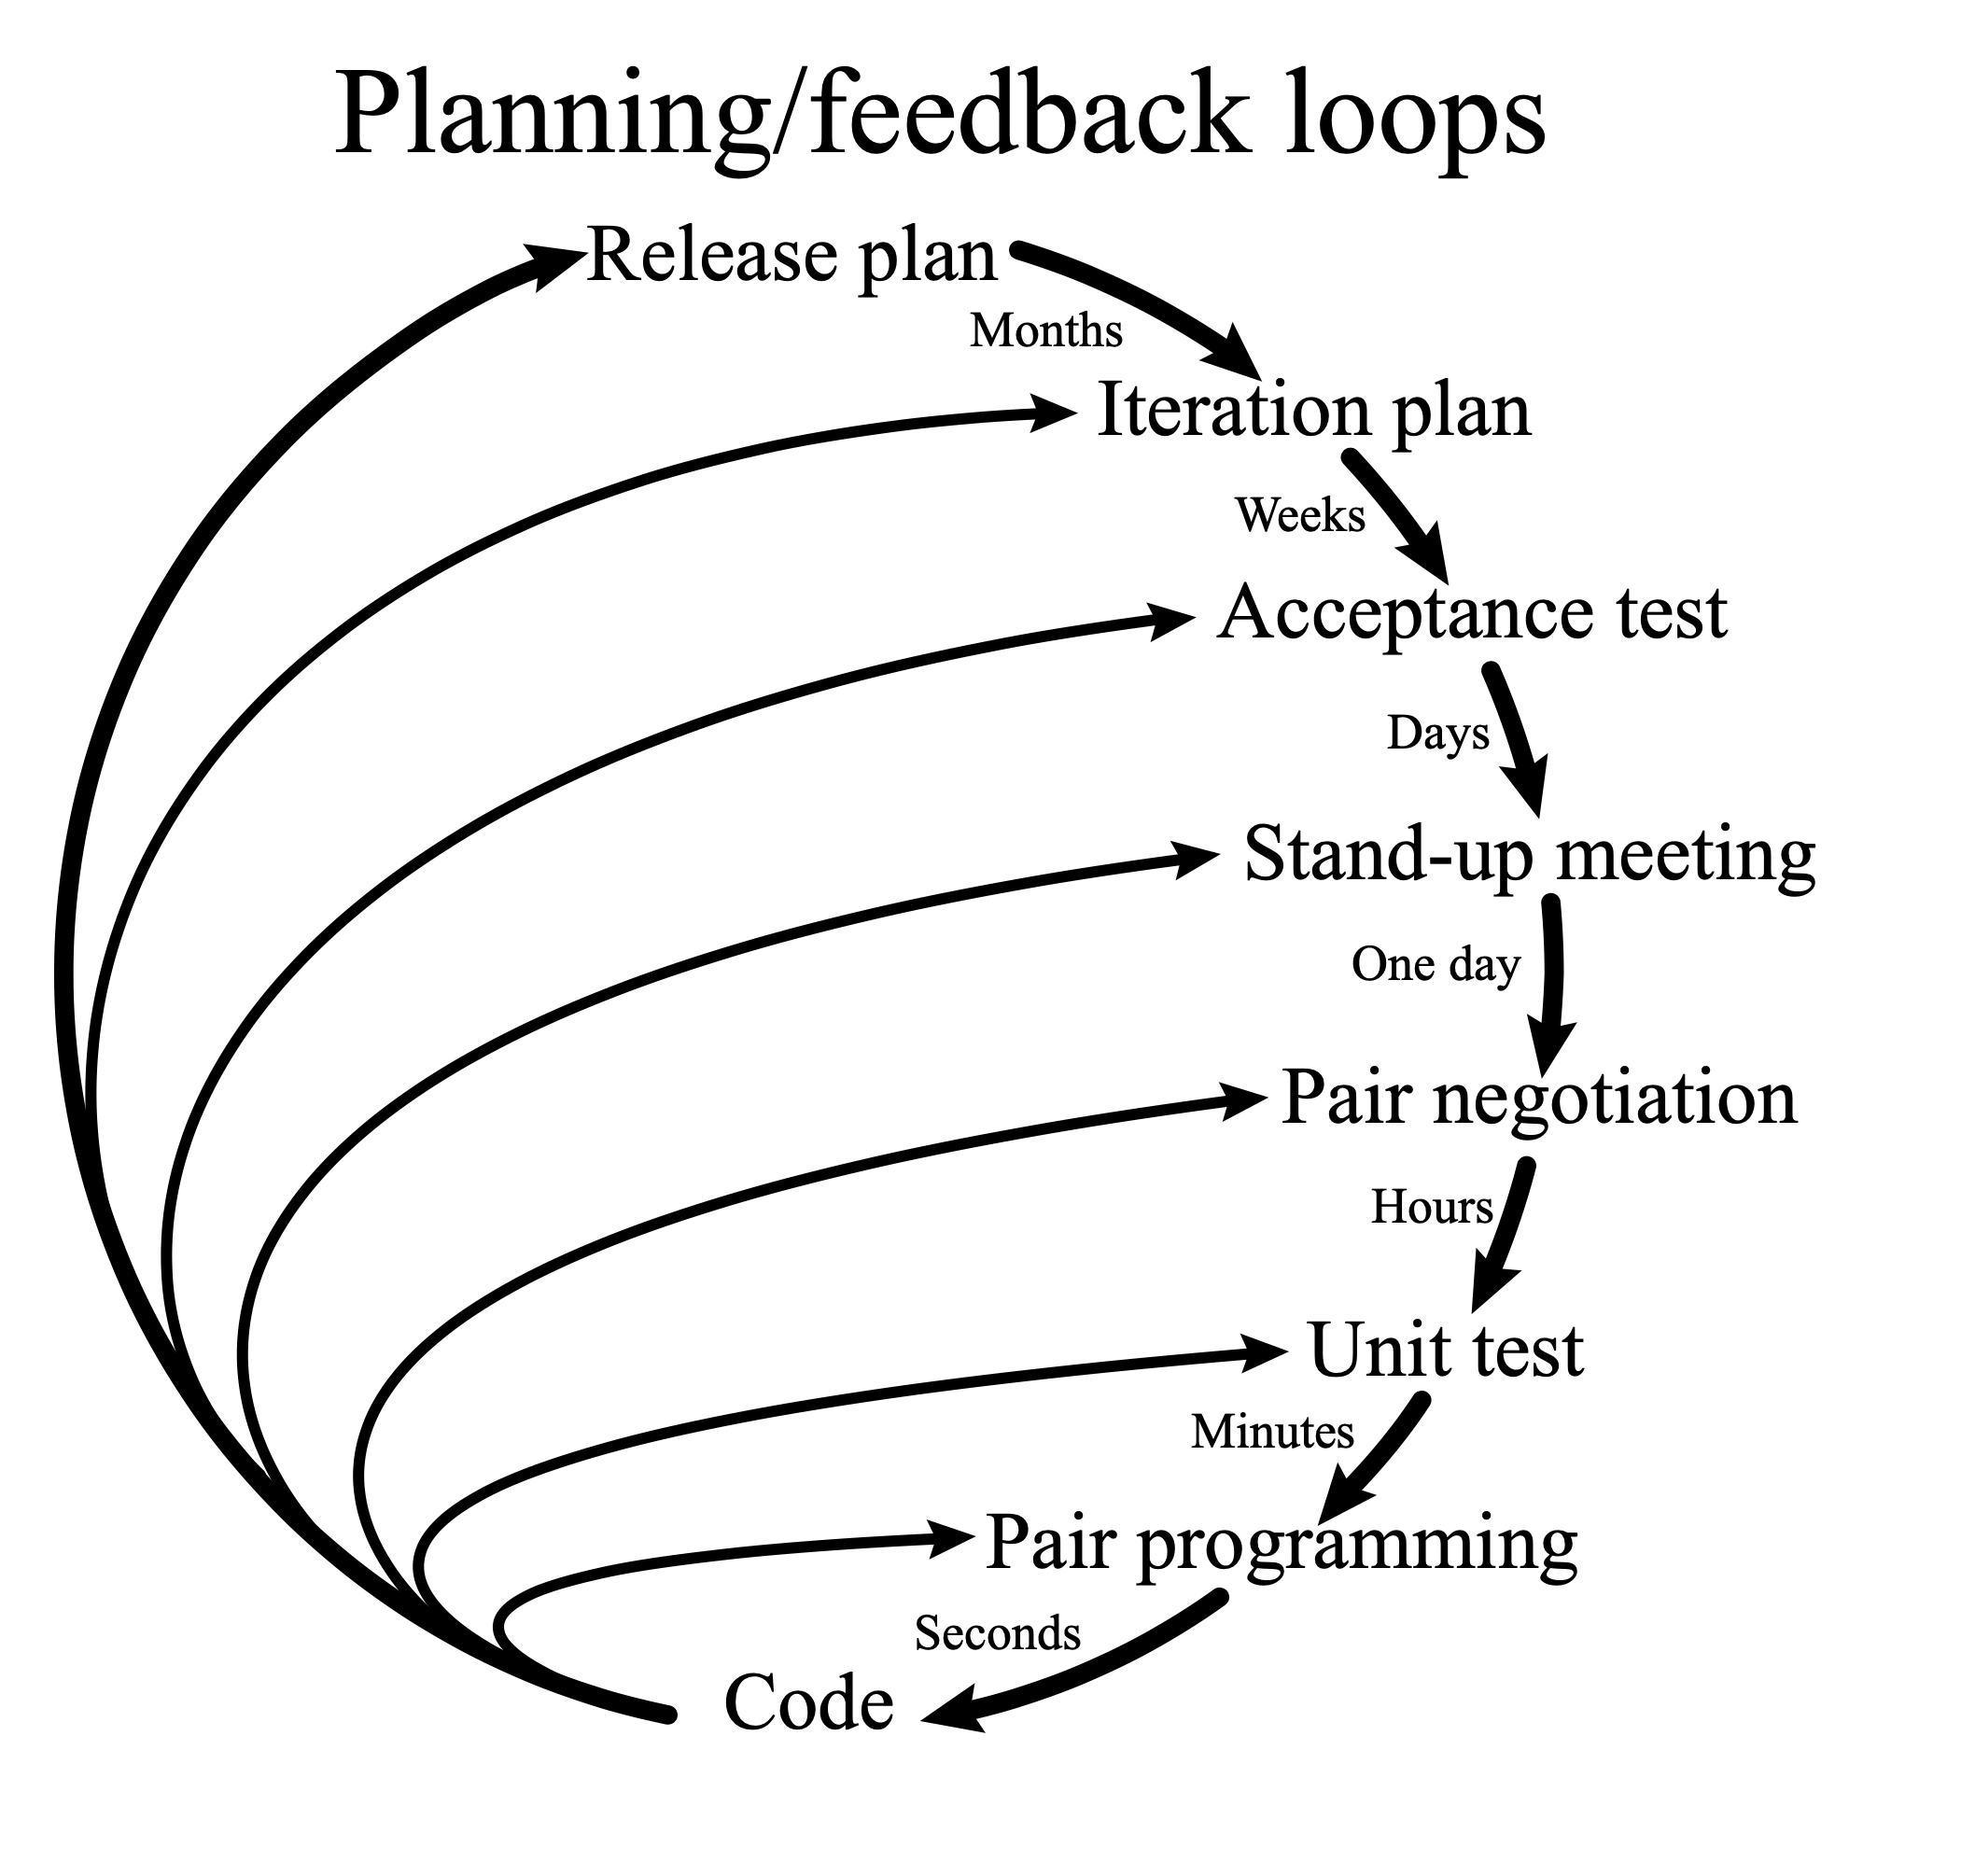 Planning/feedback loops
Release plan
Months
Iteration plan
Weeks
Acceptance test
Days
Stand-up meeting
One day
Pair negotiation
Hours
Unit test
Minutes
Pair programming
Seconds
Code